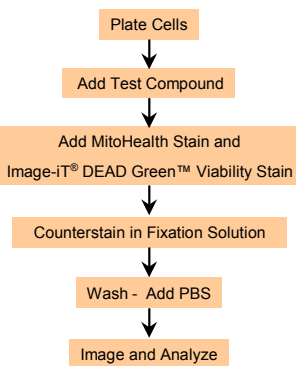 Plate Cells
Add Test Compound
Add MitoHealth Stain and
Image-iT® DEAD Green™ Viability Stain
Counterstain in Fixation Solution
Wash - Add PBS
Image and Analyze